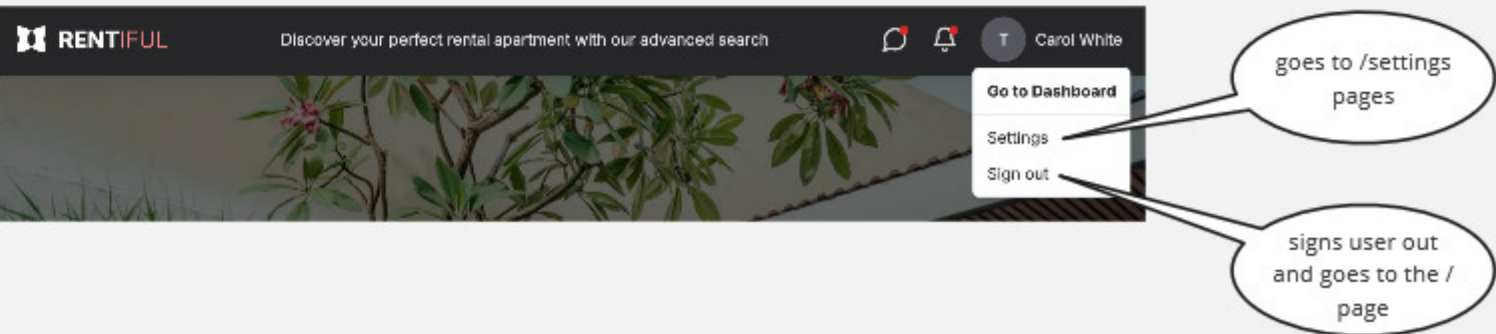 RENTIFUL
Discover your perfect rental apartment with our advanced search
T
Carol White
Go to Dashboard
Settings
Sign out
goes to /settings
pages
signs user out
and goes to the /
page